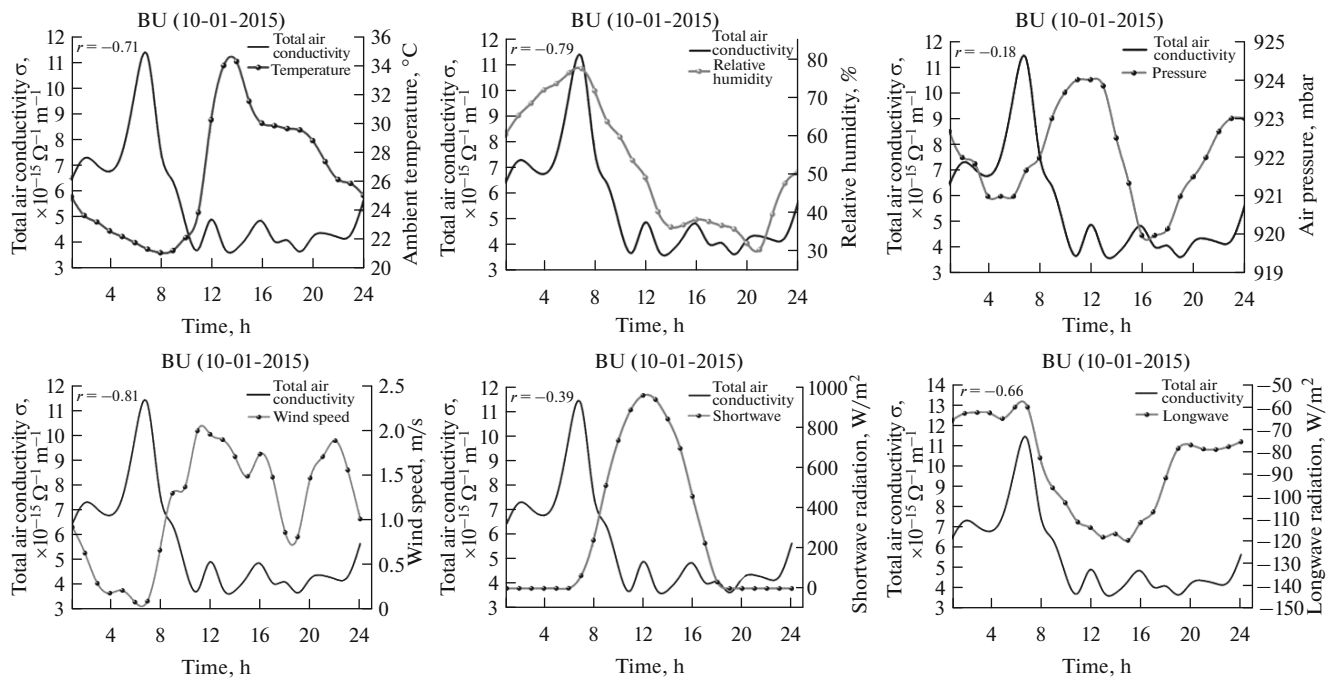 BU (10-01-2015)
r = −0.71
Total air
conductivity
Temperature
Total air conductivity σ,
×10−15 Ω−1 m−1
12
11
10
9
8
7
6
5
4
3
36
34
32
30
28
26
24
22
20
Ambient temperature, °C
4 8 12 16 20 24
Time, h
BU (10-01-2015)
r = −0.79
Total air
conductivity
Relative
humidity
Total air conductivity σ,
×10−15 Ω−1 m−1
12
11
10
9
8
7
6
5
4
3
80
70
60
50
40
30
Relative humidity, %
4 8 12 16 20 24
Time, h
BU (10-01-2015)
r = −0.18
Total air
conductivity
Pressure
Total air conductivity σ,
×10−15 Ω−1 m−1
12
11
10
9
8
7
6
5
4
3
925
924
923
922
921
920
919
Air pressure, mbar
4 8 12 16 20 24
Time, h
BU (10-01-2015)
r = −0.81
Total air
conductivity
Wind speed
Total air conductivity σ,
×10−15 Ω−1 m−1
12
11
10
9
8
7
6
5
4
3
2.5
2.0
1.5
1.0
0.5
0
Wind speed, m/s
4 8 12 16 20 24
Time, h
BU (10-01-2015)
r = −0.39
Total air
conductivity
Shortwave
Total air conductivity σ,
×10−15 Ω−1 m−1
12
11
10
9
8
7
6
5
4
3
1000
800
600
400
200
0
Shortwave radiation, W/m2
4 8 12 16 20 24
Time, h
BU (10-01-2015)
r = −0.66
Total air
conductivity
Longwave
Total air conductivity σ,
×10−15 Ω−1 m−1
14
13
12
11
10
9
8
7
6
5
4
3
−50
−60
−70
−80
−90
−100
−110
−120
−130
−140
−150
Longwave radiation, W/m2
4 8 12 16 20 24
Time, h